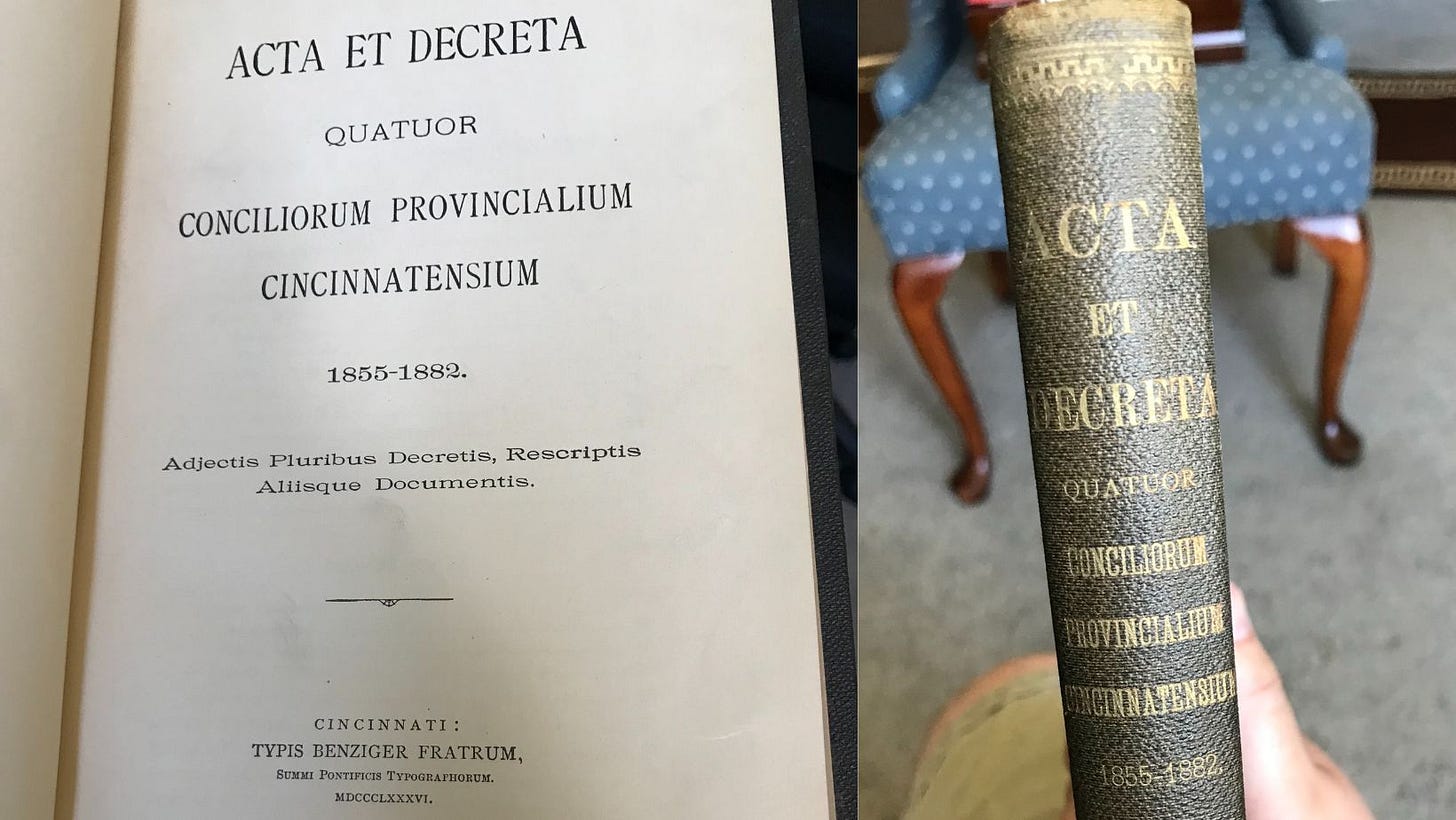 ACTA ET DECRETA
QUATUOR
CONCILIORUM PROVINCIALIUM
CINCINNATENSIUM
1855-1882.
Adjectis Pluribus Decretis, Rescriptis
Aliisque Documentis.
CINCINNATI:
TYPIS BENZIGER FRATRUM,
SUMMI PONTIFICIS TYPOGRAPHORUM.
MDCCCLXXXVI.
ACTA
ET
DECRETA
QUATUOR
CONCILIORUM
PROVINCIALIUM
CINCINNATENSIUM
1855-1882.